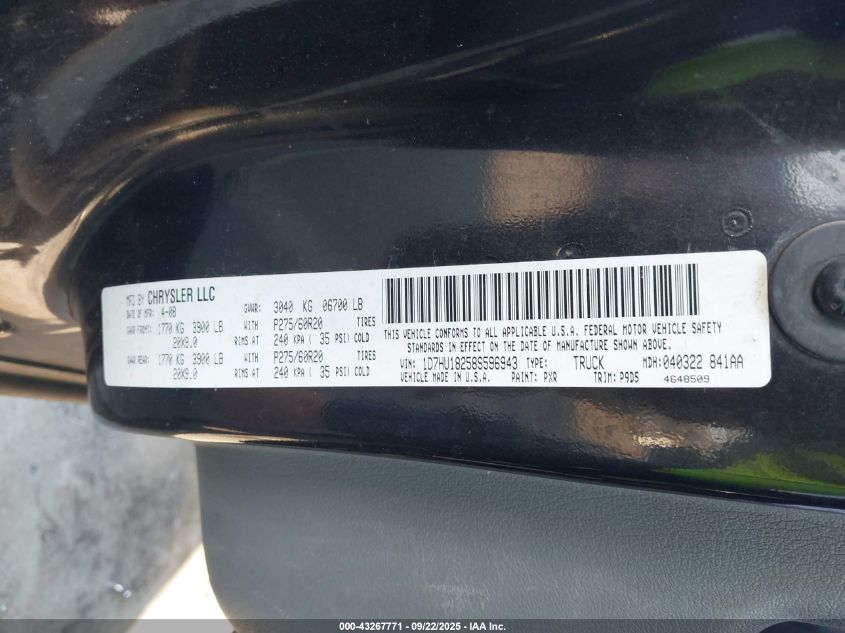 MFD BY CHRYSLER LLC
DATE OF MFR: 4-08 GVWR: 3040 KG 06700 LB
GAWR FRONT: 1770 KG 3900 LB WITH P275/60R20 TIRES
20X9.0 RIMS AT 240 KPA ( 35 PSI) COLD
GAWR REAR: 1770 KG 3900 LB WITH P275/60R20 TIRES
20X9.0 RIMS AT 240 KPA ( 35 PSI) COLD
THIS VEHICLE CONFORMS TO ALL APPLICABLE U.S.A. FEDERAL MOTOR VEHICLE SAFETY
STANDARDS IN EFFECT ON THE DATE OF MANUFACTURE SHOWN ABOVE.
VIN: 1D7HU18258S596943 TYPE: TRUCK MDH: 040322 841AA
VEHICLE MADE IN U.S.A. PAINT: PXR TRIM: P9D5 4648509
000-43267771 - 09/22/2025 - IAA Inc.